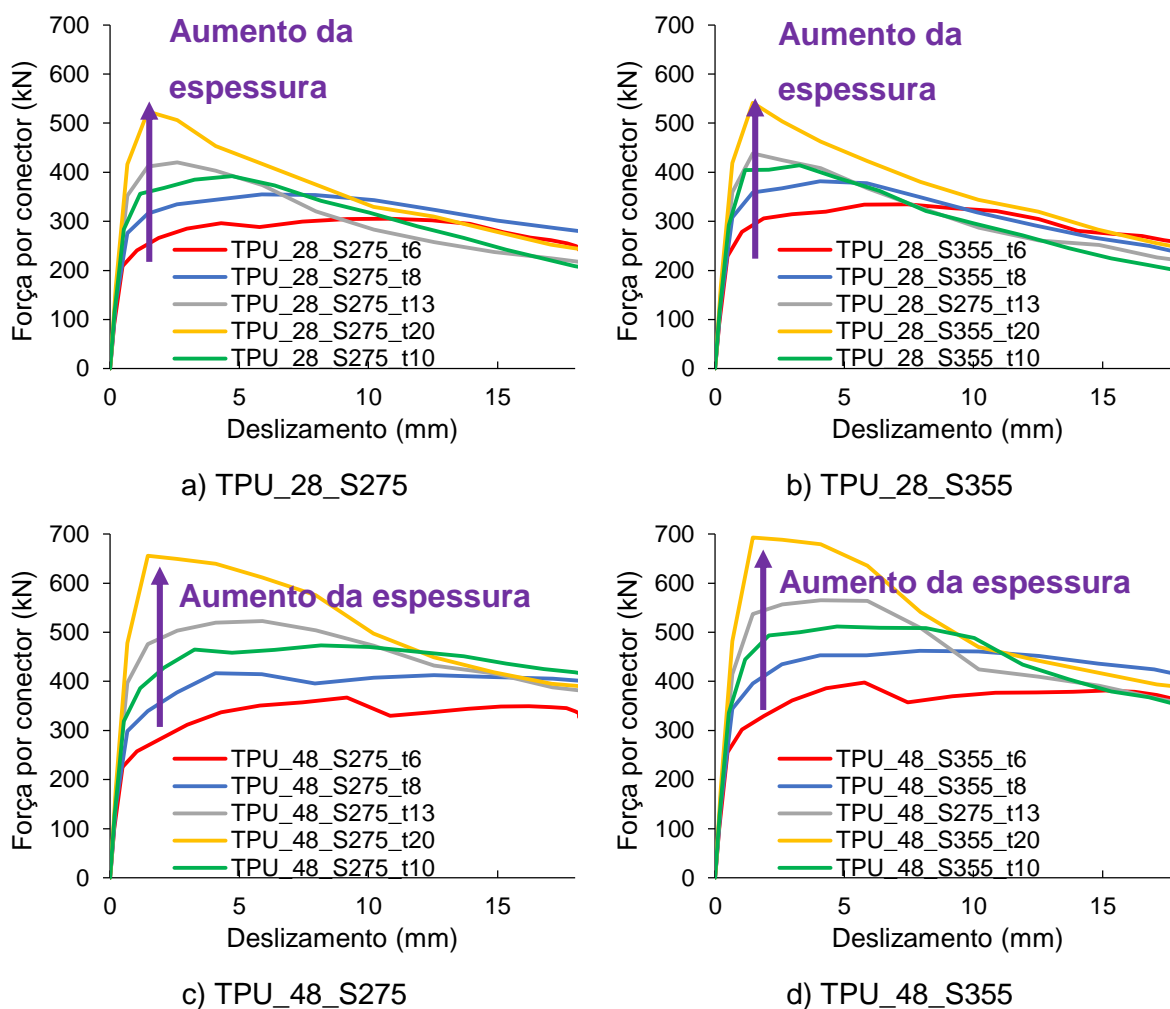 Aumento da
espessura
Força por conector (kN)
700
600
500
400
300
200
100
0
TPU_28_S275_t6
TPU_28_S275_t8
TPU_28_S275_t13
TPU_28_S275_t20
TPU_28_S275_t10
0 5 10 15
Deslizamento (mm)
a) TPU_28_S275
Aumento da
espessura
Força por conector (kN)
700
600
500
400
300
200
100
0
TPU_28_S355_t6
TPU_28_S355_t8
TPU_28_S275_t13
TPU_28_S355_t20
TPU_28_S355_t10
0 5 10 15
Deslizamento (mm)
b) TPU_28_S355
Força por conector (kN)
700
600
500
400
300
200
100
0
Aumento da espessura
TPU_48_S275_t6
TPU_48_S275_t8
TPU_48_S275_t13
TPU_48_S275_t20
TPU_48_S275_t10
0 5 10 15
Deslizamento (mm)
c) TPU_48_S275
Força por conector (kN)
700
600
500
400
300
200
100
0
Aumento da espessura
TPU_48_S355_t6
TPU_48_S355_t8
TPU_48_S275_t13
TPU_48_S355_t20
TPU_48_S355_t10
0 5 10 15
Deslizamento (mm)
d) TPU_48_S355